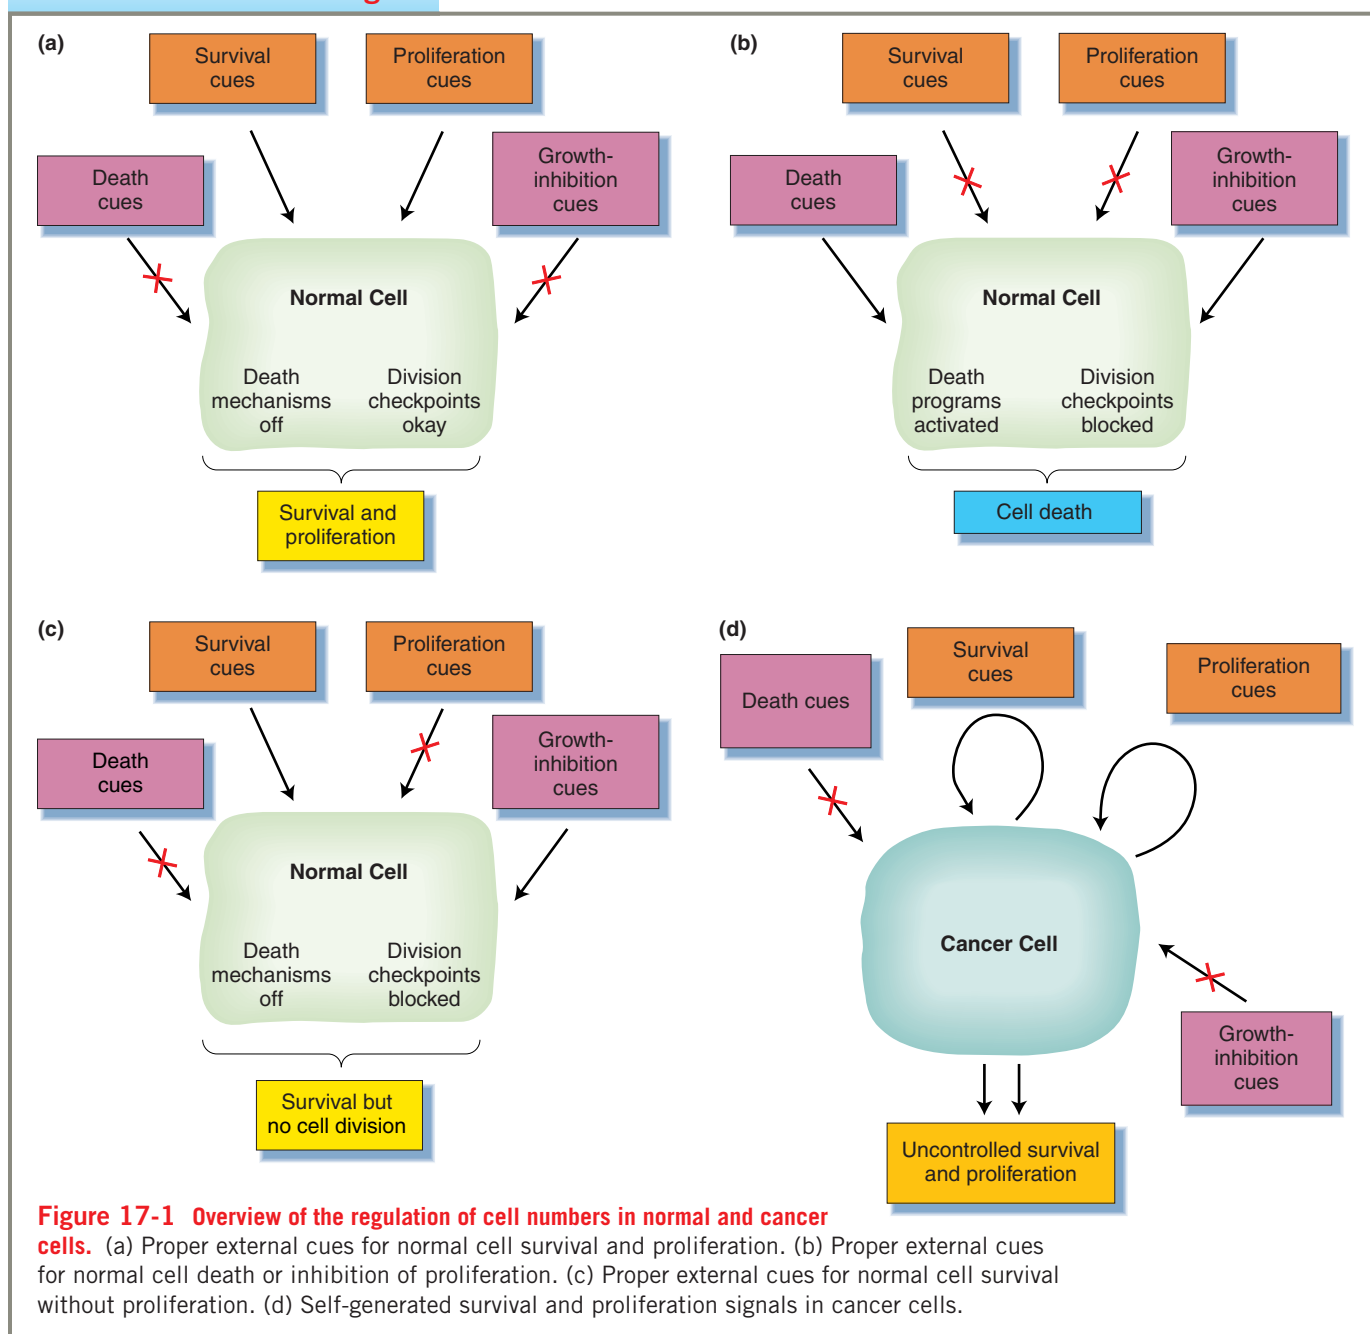 (a)
Survival
cues
Proliferation
cues
Death
cues
Growth-
inhibition
cues
Normal Cell
Death
mechanisms
off
Division
checkpoints
okay
Survival and
proliferation
(b)
Survival
cues
Proliferation
cues
Death
cues
Growth-
inhibition
cues
Normal Cell
Death
programs
activated
Division
checkpoints
blocked
Cell death
(c)
Survival
cues
Proliferation
cues
Death
cues
Growth-
inhibition
cues
Normal Cell
Death
mechanisms
off
Division
checkpoints
blocked
Survival but
no cell division
(d)
Death cues
Survival
cues
Proliferation
cues
Cancer Cell
Growth-
inhibition
cues
Uncontrolled survival
and proliferation
Figure 17-1 Overview of the regulation of cell numbers in normal and cancer
cells. (a) Proper external cues for normal cell survival and proliferation. (b) Proper external cues
for normal cell death or inhibition of proliferation. (c) Proper external cues for normal cell survival
without proliferation. (d) Self-generated survival and proliferation signals in cancer cells.